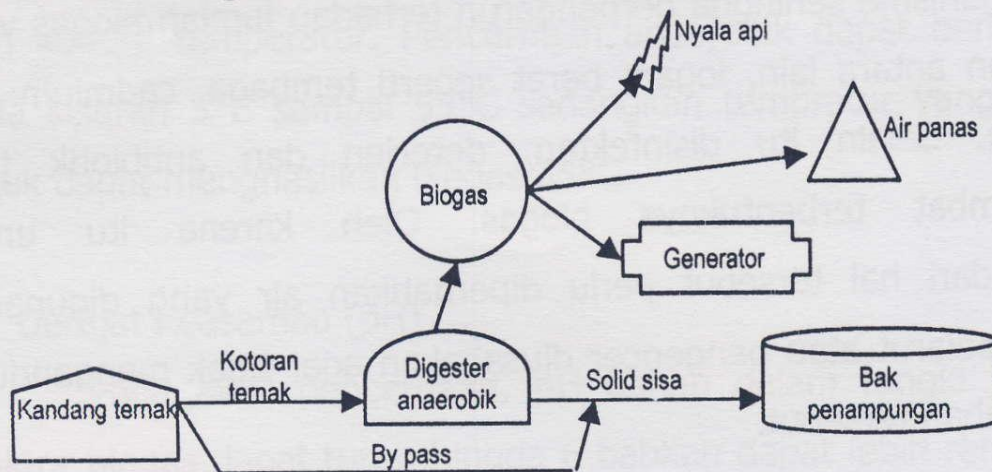 Nyala api
Air panas
Biogas
Generator
Kotoran
ternak
Digester
anaerobik
Solid sisa
Bak
penampungan
Kandang ternak
By pass